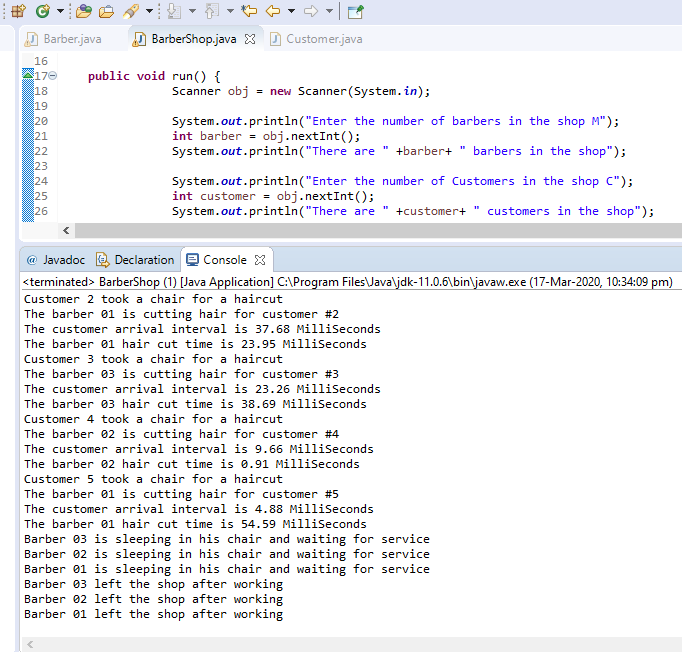 Barber.java BarberShop.java Customer.java
16
17 public void run() {
18 Scanner obj = new Scanner(System.in);
19
20 System.out.println("Enter the number of barbers in the shop M");
21 int barber = obj.nextInt();
22 System.out.println("There are " +barber+ " barbers in the shop");
23
24 System.out.println("Enter the number of Customers in the shop C");
25 int customer = obj.nextInt();
26 System.out.println("There are " +customer+ " customers in the shop");
@ Javadoc Declaration Console
<terminated> BarberShop (1) [Java Application] C:\Program Files\Java\jdk-11.0.6\bin\javaw.exe (17-Mar-2020, 10:34:09 pm)
Customer 2 took a chair for a haircut
The barber 01 is cutting hair for customer #2
The customer arrival interval is 37.68 MilliSeconds
The barber 01 hair cut time is 23.95 MilliSeconds
Customer 3 took a chair for a haircut
The barber 03 is cutting hair for customer #3
The customer arrival interval is 23.26 MilliSeconds
The barber 03 hair cut time is 38.69 MilliSeconds
Customer 4 took a chair for a haircut
The barber 02 is cutting hair for customer #4
The customer arrival interval is 9.66 MilliSeconds
The barber 02 hair cut time is 0.91 MilliSeconds
Customer 5 took a chair for a haircut
The barber 01 is cutting hair for customer #5
The customer arrival interval is 4.88 MilliSeconds
The barber 01 hair cut time is 54.59 MilliSeconds
Barber 03 is sleeping in his chair and waiting for service
Barber 02 is sleeping in his chair and waiting for service
Barber 01 is sleeping in his chair and waiting for service
Barber 03 left the shop after working
Barber 02 left the shop after working
Barber 01 left the shop after working